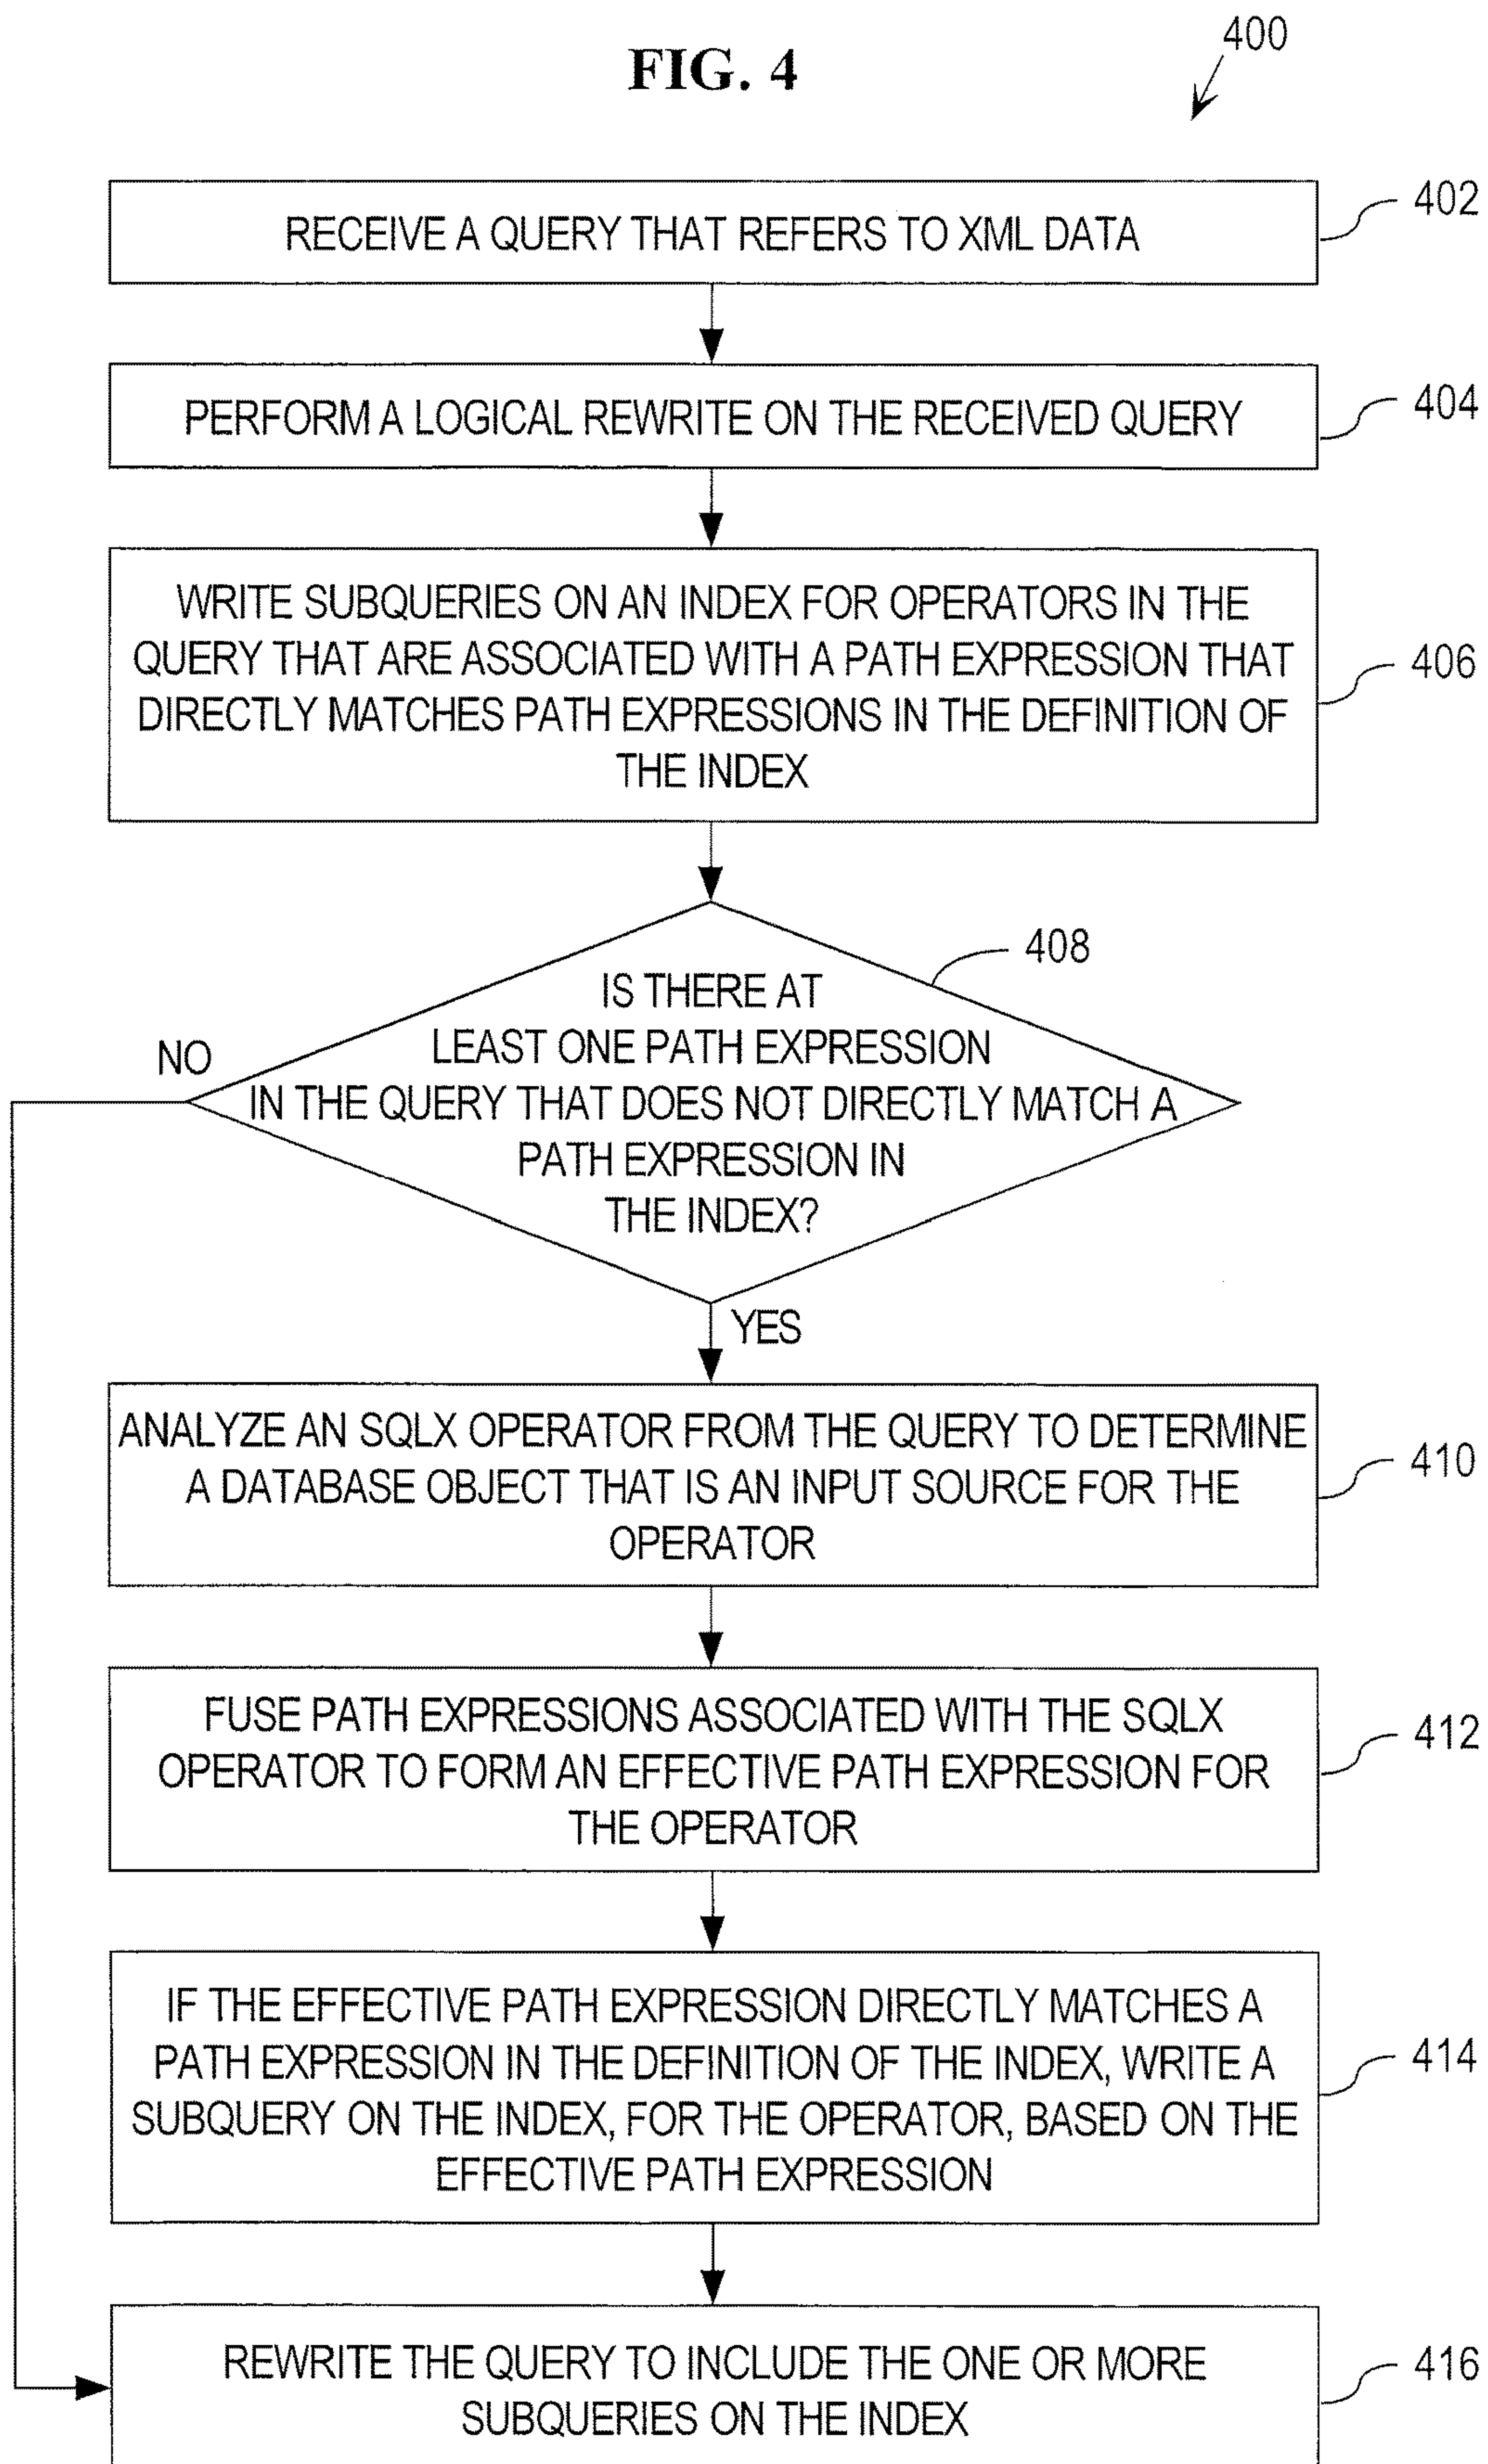 400
FIG. 4
RECEIVE A QUERY THAT REFERS TO XML DATA
402
PERFORM A LOGICAL REWRITE ON THE RECEIVED QUERY
404
WRITE SUBQUERIES ON AN INDEX FOR OPERATORS IN THE
QUERY THAT ARE ASSOCIATED WITH A PATH EXPRESSION THAT
DIRECTLY MATCHES PATH EXPRESSIONS IN THE DEFINITION OF
THE INDEX
406
408
IS THERE AT
LEAST ONE PATH EXPRESSION
IN THE QUERY THAT DOES NOT DIRECTLY MATCH A
PATH EXPRESSION IN
THE INDEX?
NO
YES
ANALYZE AN SQLX OPERATOR FROM THE QUERY TO DETERMINE
A DATABASE OBJECT THAT IS AN INPUT SOURCE FOR THE
OPERATOR
410
FUSE PATH EXPRESSIONS ASSOCIATED WITH THE SQLX
OPERATOR TO FORM AN EFFECTIVE PATH EXPRESSION FOR
THE OPERATOR
412
IF THE EFFECTIVE PATH EXPRESSION DIRECTLY MATCHES A
PATH EXPRESSION IN THE DEFINITION OF THE INDEX, WRITE A
SUBQUERY ON THE INDEX, FOR THE OPERATOR, BASED ON THE
EFFECTIVE PATH EXPRESSION
414
REWRITE THE QUERY TO INCLUDE THE ONE OR MORE
SUBQUERIES ON THE INDEX
416